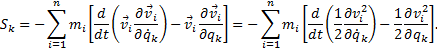 $$S_k = -\sum_{i=1}^{n} m_i \left[ \frac{d}{dt} \left( \vec{v}_i \frac{\partial \vec{v}_i}{\partial \dot{q}_k} \right) - \vec{v}_i \frac{\partial \vec{v}_i}{\partial q_k} \right] = -\sum_{i=1}^{n} m_i \left[ \frac{d}{dt} \left( \frac{1}{2} \frac{\partial v_i^2}{\partial \dot{q}_k} \right) - \frac{1}{2} \frac{\partial v_i^2}{\partial q_k} \right].$$